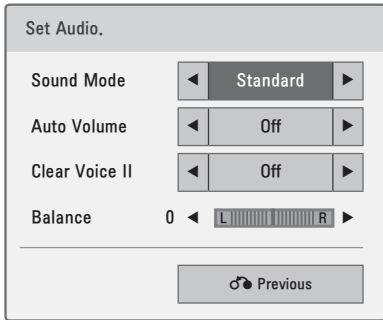 Set Audio.
Sound Mode ◀ Standard ▶
Auto Volume ◀ Off ▶
Clear Voice II ◀ Off ▶
Balance 0 ◀ L R ▶
Previous